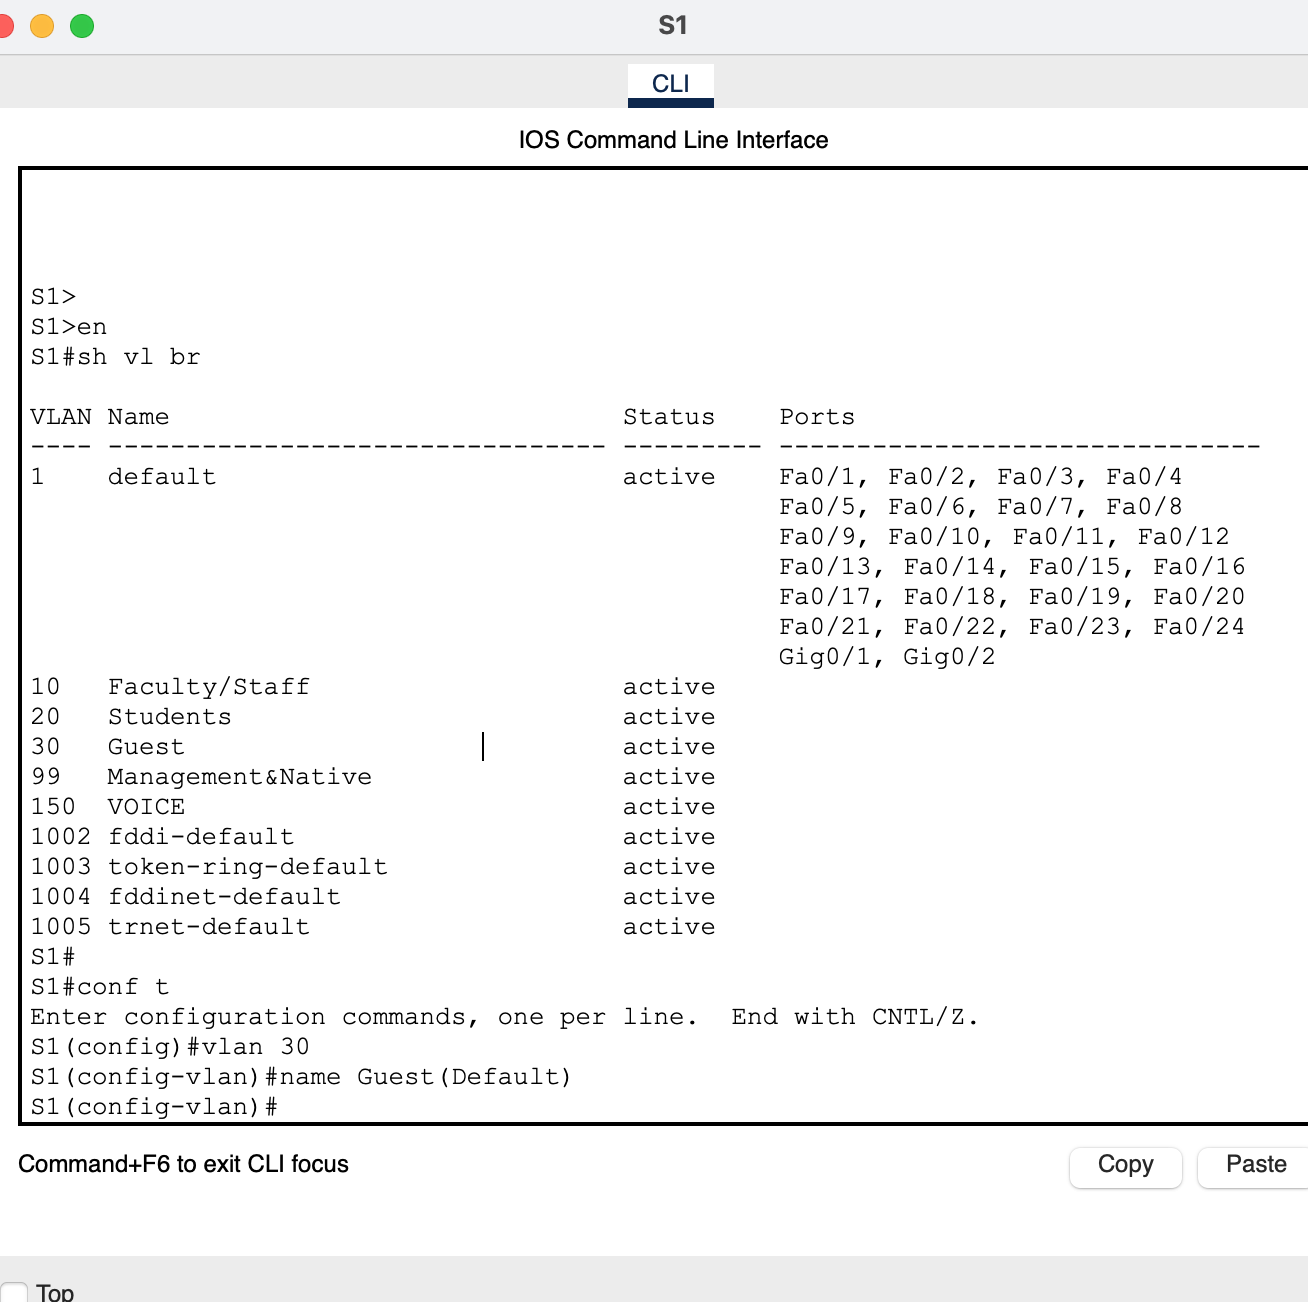 S1
CLI
IOS Command Line Interface
S1>
S1>en
S1#sh vl br
VLAN Name                             Status    Ports
---- -------------------------------- --------- -------------------------------
1    default                          active    Fa0/1, Fa0/2, Fa0/3, Fa0/4
                                                Fa0/5, Fa0/6, Fa0/7, Fa0/8
                                                Fa0/9, Fa0/10, Fa0/11, Fa0/12
                                                Fa0/13, Fa0/14, Fa0/15, Fa0/16
                                                Fa0/17, Fa0/18, Fa0/19, Fa0/20
                                                Fa0/21, Fa0/22, Fa0/23, Fa0/24
                                                Gig0/1, Gig0/2
10   Faculty/Staff                    active
20   Students                         active
30   Guest                            active
99   Management&Native                active
150  VOICE                            active
1002 fddi-default                     active
1003 token-ring-default               active
1004 fddinet-default                  active
1005 trnet-default                    active
S1#
S1#conf t
Enter configuration commands, one per line.  End with CNTL/Z.
S1(config)#vlan 30
S1(config-vlan)#name Guest(Default)
S1(config-vlan)#
Command+F6 to exit CLI focus
Copy
Paste
Top